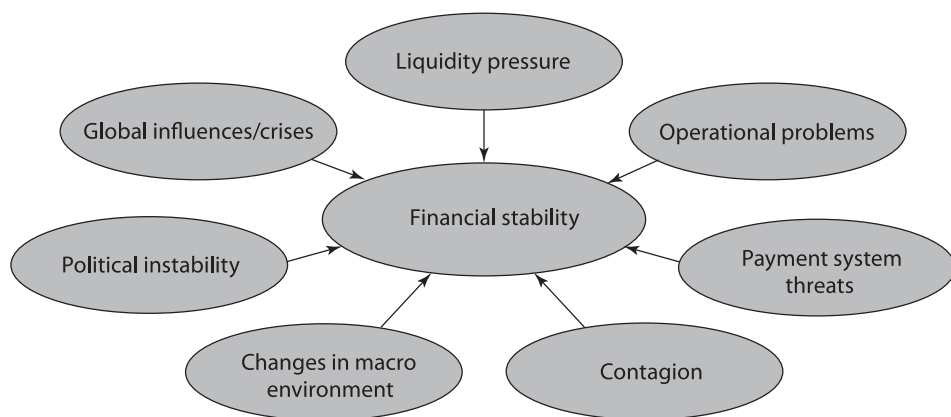 Liquidity pressure
Global influences/crises
Operational problems
Financial stability
Political instability
Payment system
threats
Changes in macro
environment
Contagion